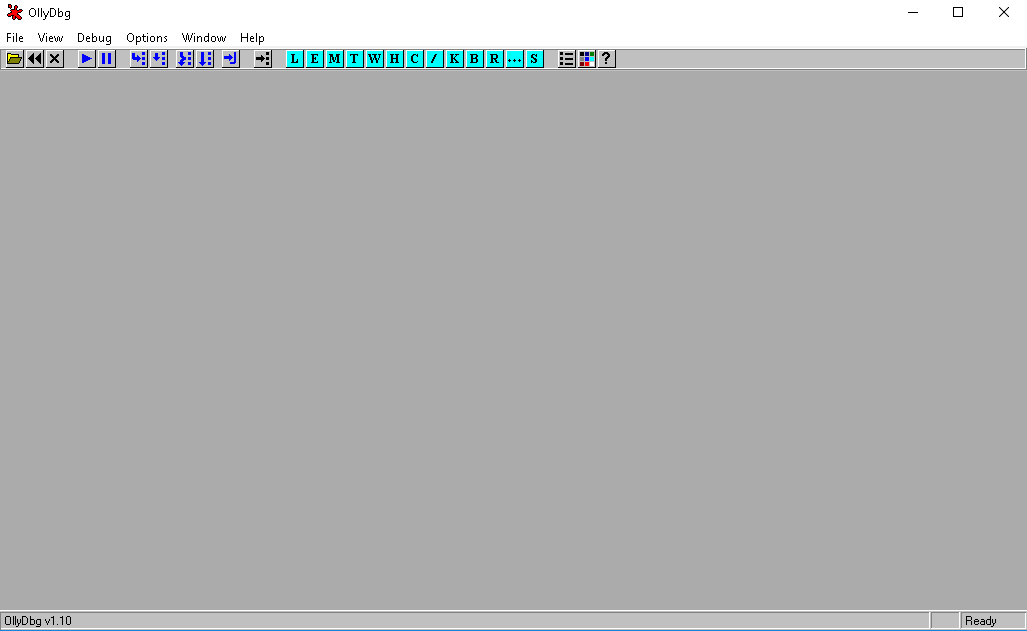 OllyDbg
File View Debug Options Window Help
L E M T W H C / K B R ... S ?
OllyDbg v1.10 Ready